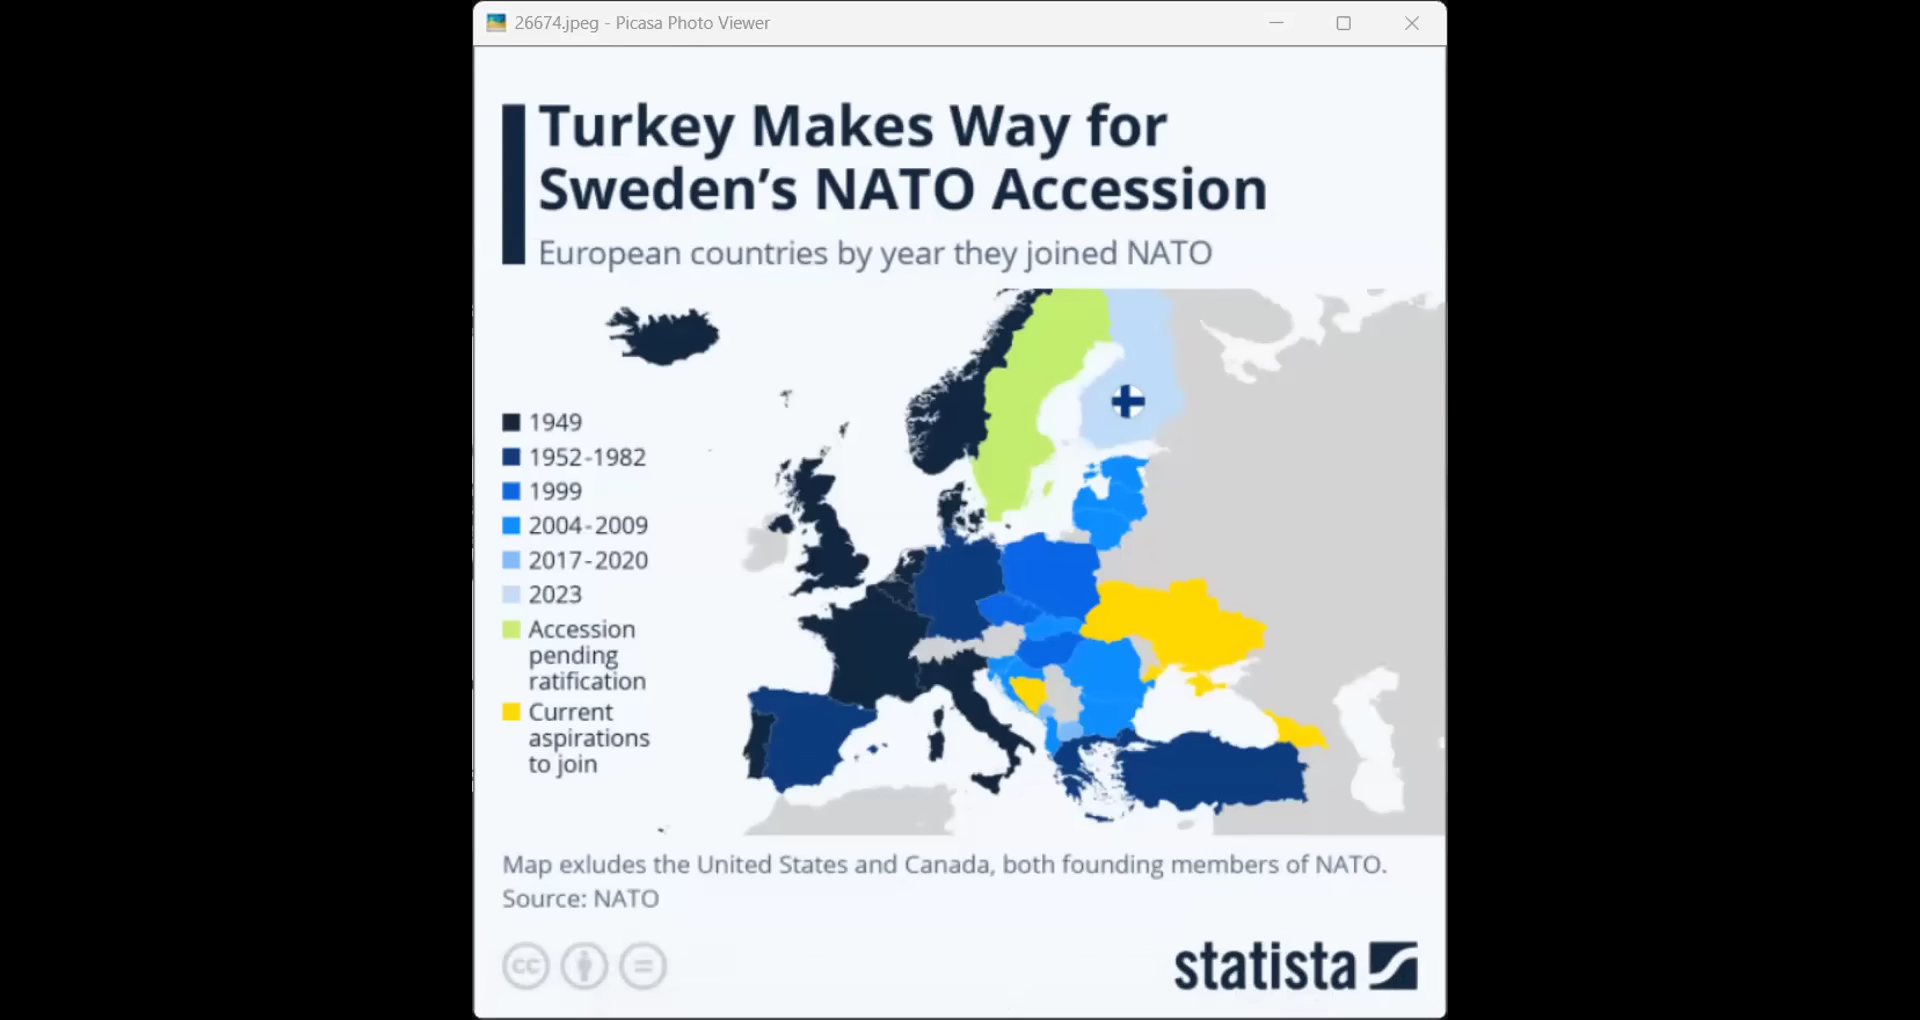 26674.jpeg - Picasa Photo Viewer
Turkey Makes Way for
Sweden's NATO Accession
European countries by year they joined NATO
1949
1952-1982
1999
2004-2009
2017-2020
2023
Accession
pending
ratification
Current
aspirations
to join
Map exludes the United States and Canada, both founding members of NATO.
Source: NATO
cc
statista